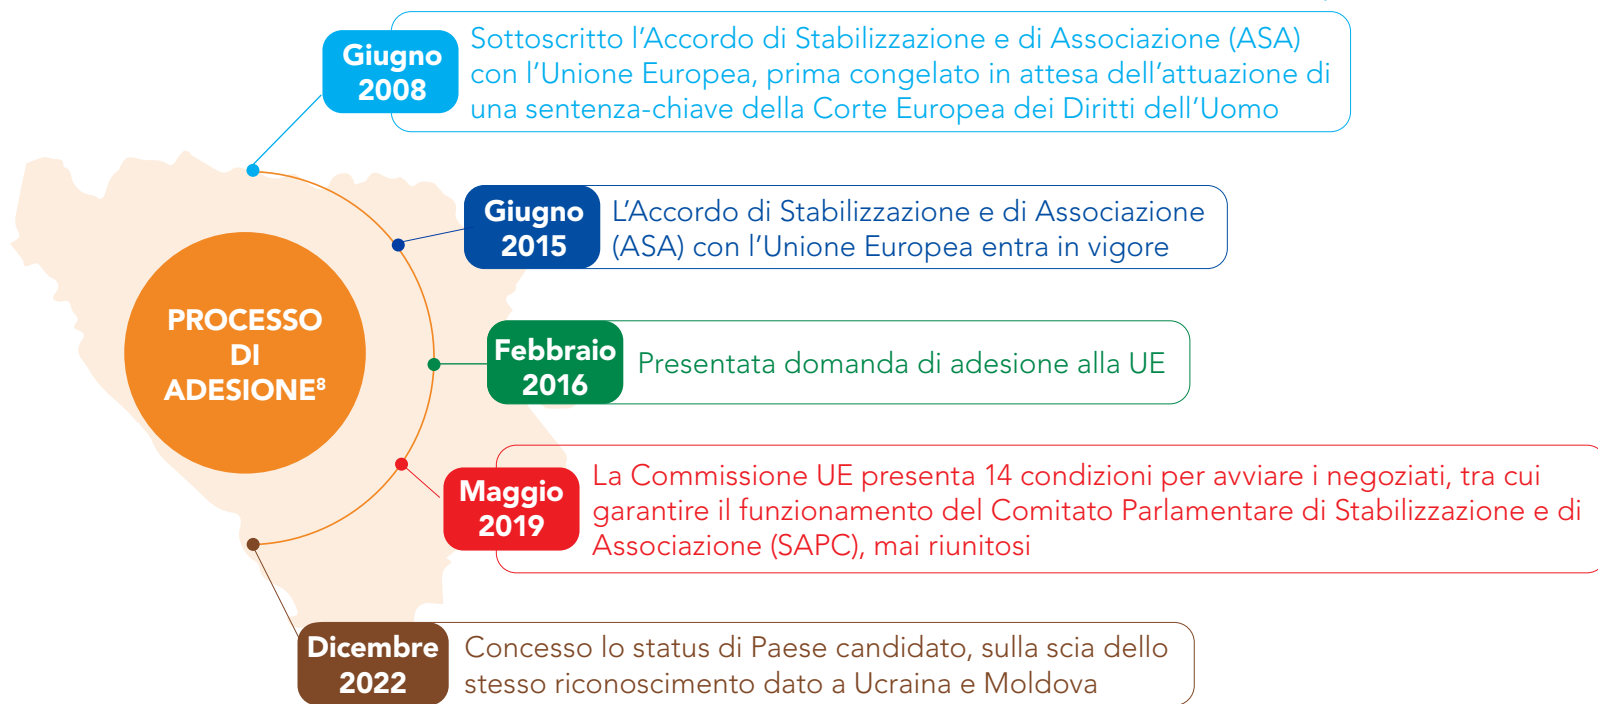 Giugno
2008
Sottoscritto l’Accordo di Stabilizzazione e di Associazione (ASA)
con l’Unione Europea, prima congelato in attesa dell’attuazione di
una sentenza-chiave della Corte Europea dei Diritti dell’Uomo
Giugno
2015
L’Accordo di Stabilizzazione e di Associazione
(ASA) con l’Unione Europea entra in vigore
PROCESSO
DI
ADESIONE⁸
Febbraio
2016
Presentata domanda di adesione alla UE
Maggio
2019
La Commissione UE presenta 14 condizioni per avviare i negoziati, tra cui
garantire il funzionamento del Comitato Parlamentare di Stabilizzazione e di
Associazione (SAPC), mai riunitosi
Dicembre
2022
Concesso lo status di Paese candidato, sulla scia dello
stesso riconoscimento dato a Ucraina e Moldova